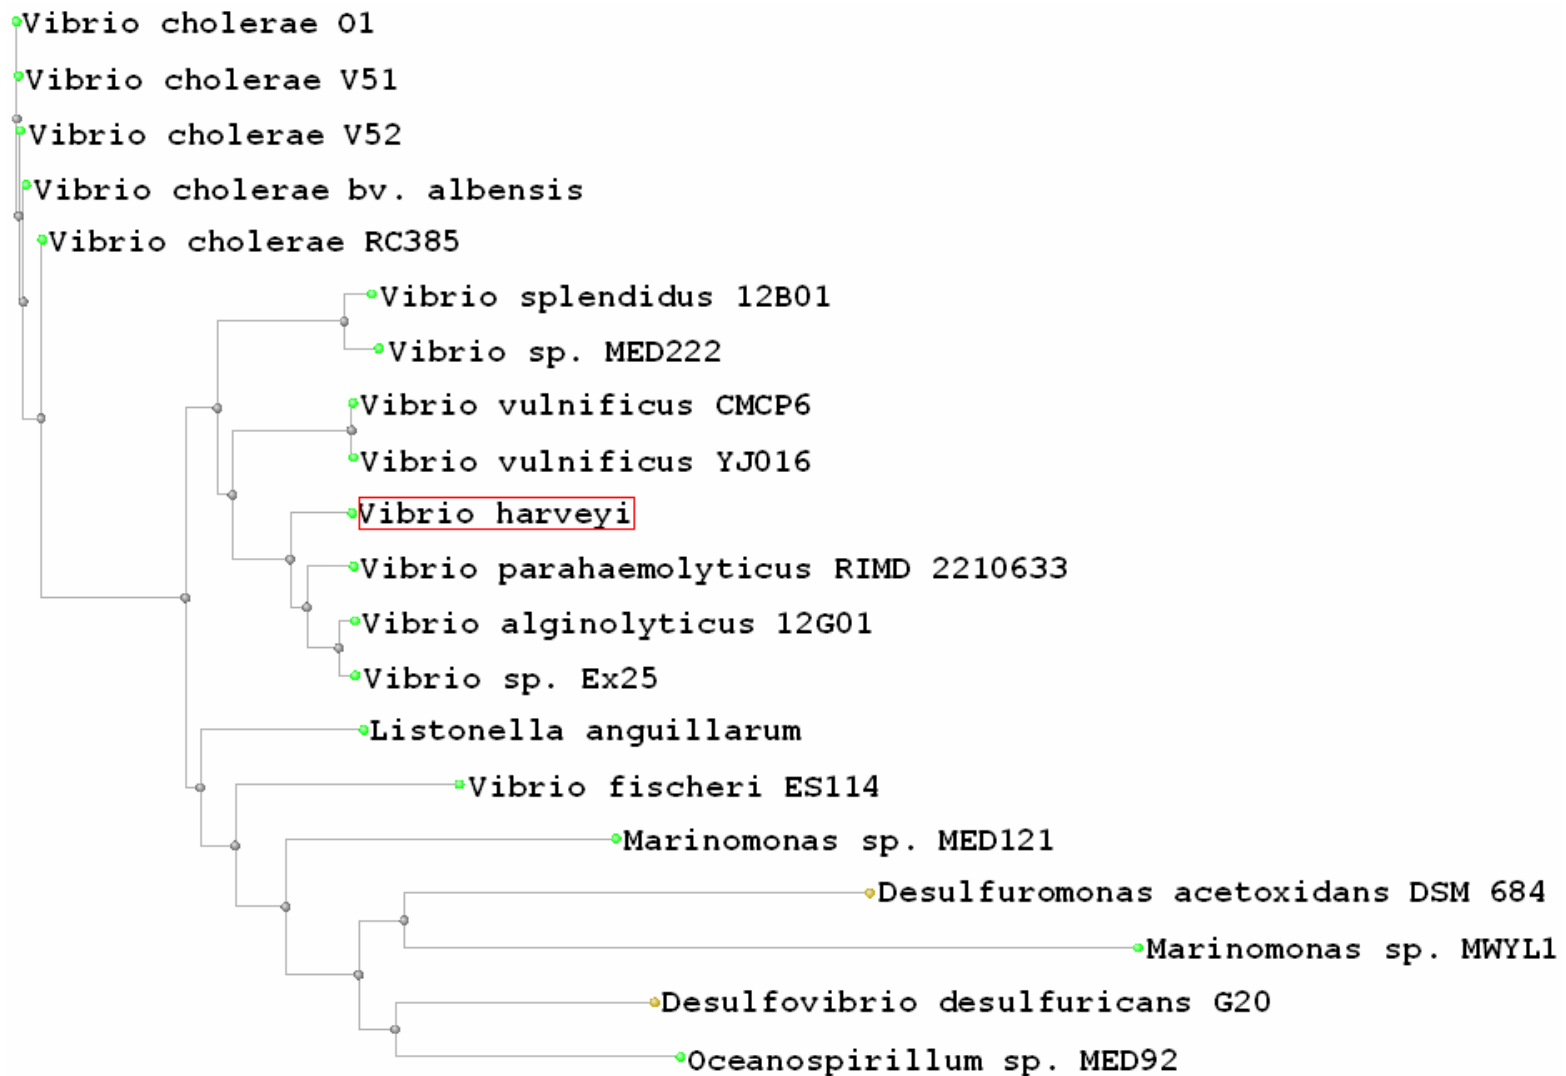 Vibrio cholerae O1
Vibrio cholerae V51
Vibrio cholerae V52
Vibrio cholerae bv. albensis
Vibrio cholerae RC385
Vibrio splendidus 12B01
Vibrio sp. MED222
Vibrio vulnificus CMCP6
Vibrio vulnificus YJ016
Vibrio harveyi
Vibrio parahaemolyticus RIMD 2210633
Vibrio alginolyticus 12G01
Vibrio sp. Ex25
Listonella anguillarum
Vibrio fischeri ES114
Marinomonas sp. MED121
Desulfuromonas acetoxidans DSM 684
Marinomonas sp. MWYL1
Desulfovibrio desulfuricans G20
Oceanospirillum sp. MED92